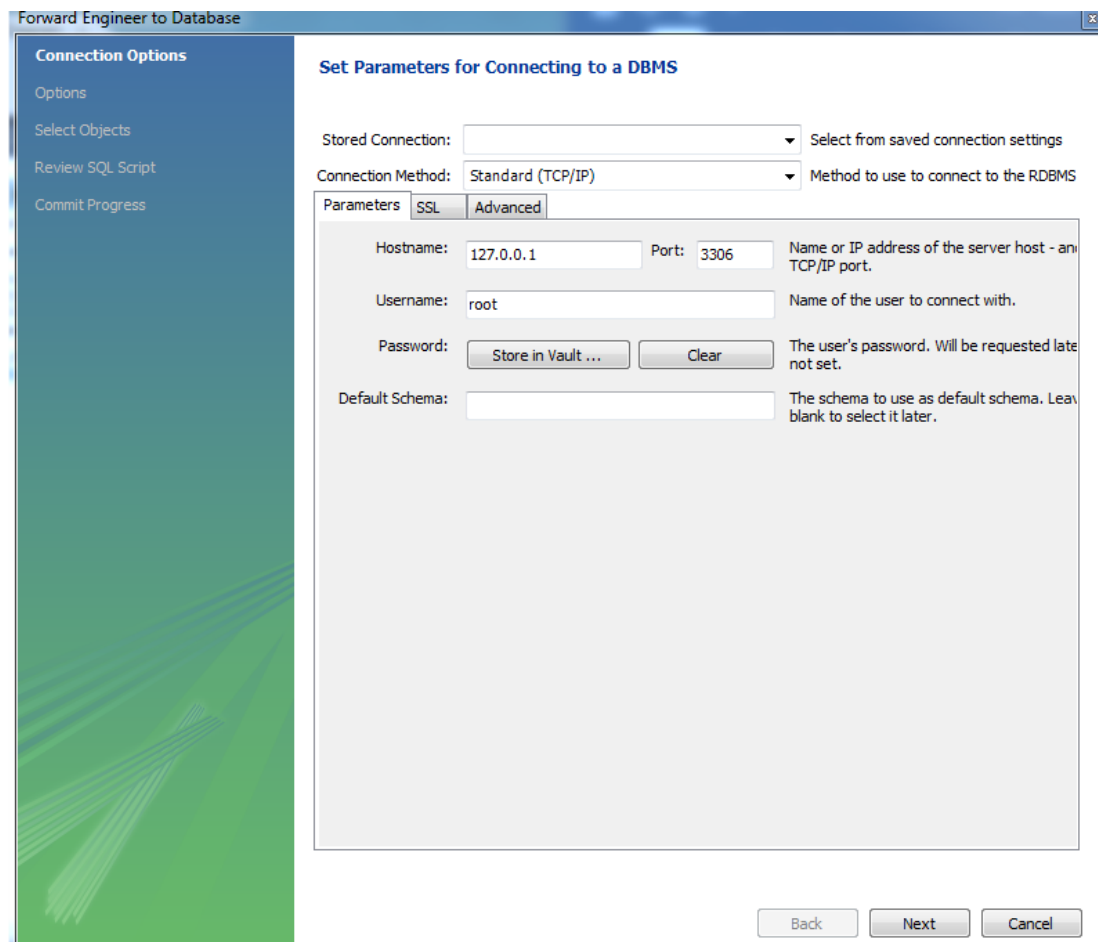 Forward Engineer to Database
Connection Options
Options
Select Objects
Review SQL Script
Commit Progress
Set Parameters for Connecting to a DBMS
Stored Connection: Select from saved connection settings
Connection Method: Standard (TCP/IP) Method to use to connect to the RDBMS
Parameters SSL Advanced
Hostname: 127.0.0.1 Port: 3306 Name or IP address of the server host - and
TCP/IP port.
Username: root Name of the user to connect with.
Password: Store in Vault ... Clear The user's password. Will be requested late
not set.
Default Schema: The schema to use as default schema. Leav
blank to select it later.
Back Next Cancel